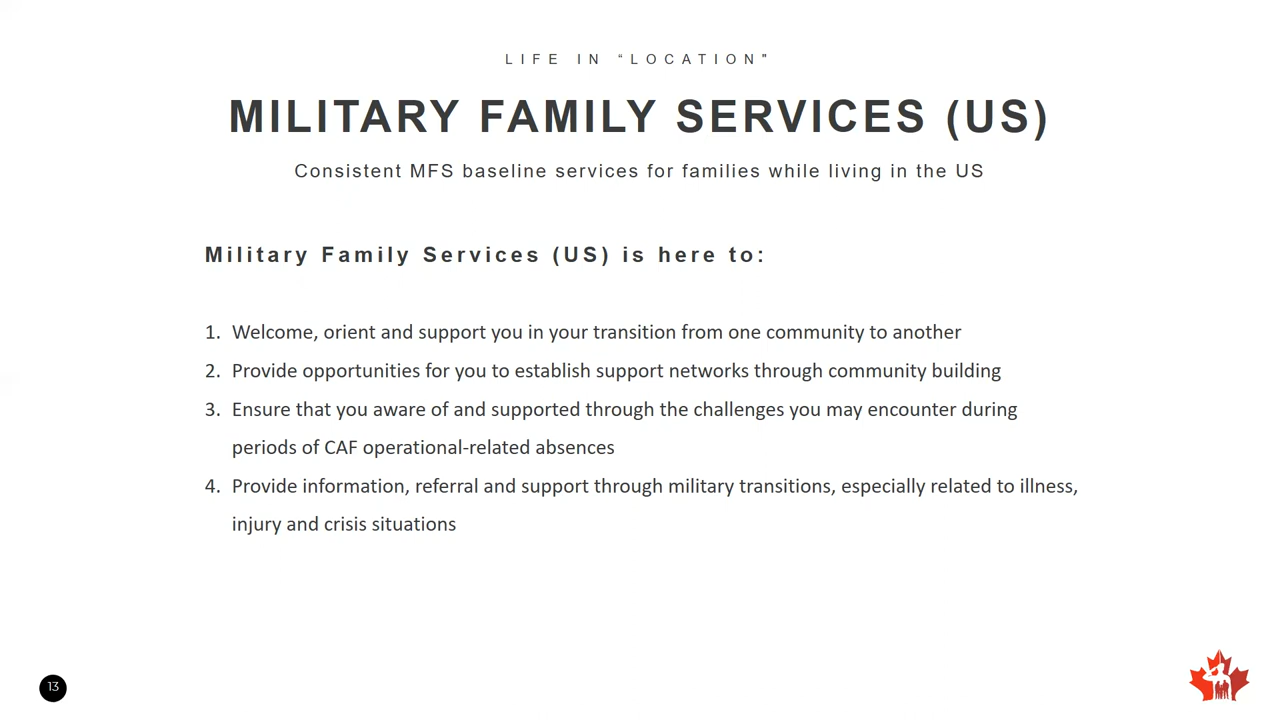 LIFE IN “LOCATION”
MILITARY FAMILY SERVICES (US)
Consistent MFS baseline services for families while living in the US
Military Family Services (US) is here to:
1. Welcome, orient and support you in your transition from one community to another
2. Provide opportunities for you to establish support networks through community building
3. Ensure that you aware of and supported through the challenges you may encounter during
periods of CAF operational-related absences
4. Provide information, referral and support through military transitions, especially related to illness,
injury and crisis situations
13